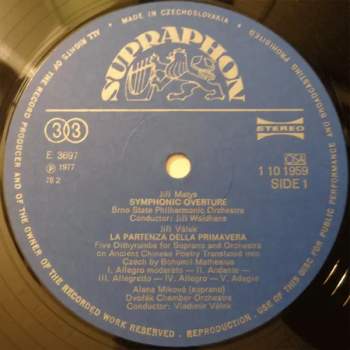 MADE IN CZECHOSLOVAKIA
ALL RIGHTS OF THE RECORD PRODUCER AND OF THE OWNER OF THE WORK RESERVED . REPRODUCTION . USE OF THIS DISC FOR PUBLIC PERFORMANCE AND BROADCASTING PROHIBITED
SUPRAPHON
33
STEREO
E 3697
℗ 1977
78 2
OSA
1 10 1959
SIDE 1
Jiří Matys
SYMPHONIC OVERTURE
Brno State Philharmonic Orchestra
Conductor: Jiří Waldhans
Jiří Válek
LA PARTENZA DELLA PRIMAVERA
Five Dithyrambs for Soprano and Orchestra
on Ancient Chinese Poetry Translated into
Czech by Bohumil Mathesius
I. Allegro moderato — II. Andante —
III. Allegretto — IV. Allegro — V. Adagio
Alena Miková (soprano)
Dvořák Chamber Orchestra
Conductor: Vladimír Válek